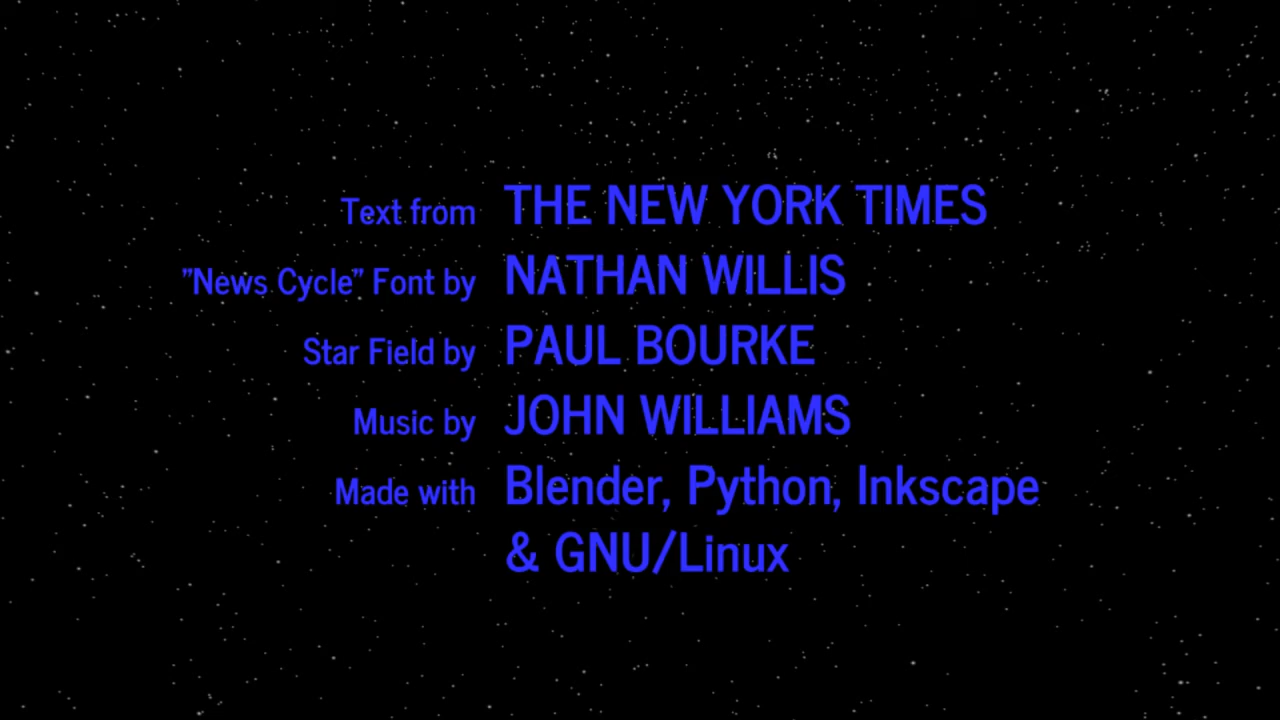 Text from THE NEW YORK TIMES
"News Cycle" Font by NATHAN WILLIS
Star Field by PAUL BOURKE
Music by JOHN WILLIAMS
Made with Blender, Python, Inkscape
& GNU/Linux